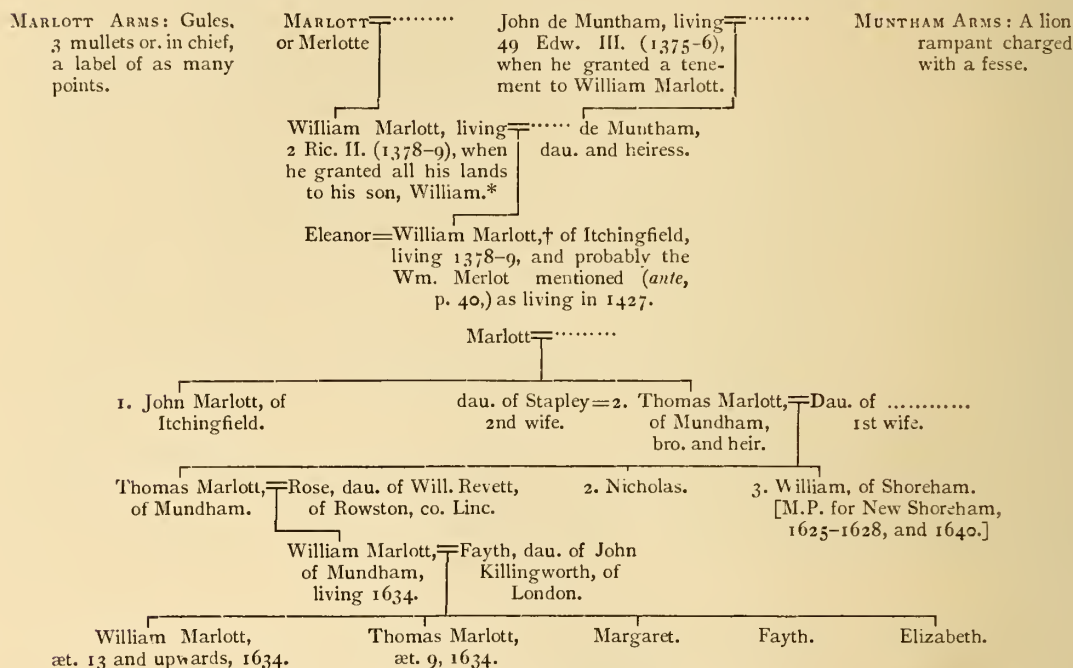 MARLOTT ARMS: Gules,
3 mullets or. in chief,
a label of as many
points.
MARLOTT=.........
or Merlotte
John de Muntham, living=.........
49 Edw. III. (1375-6),
when he granted a tene-
ment to William Marlott.
MUNTHAM ARMS: A lion
rampant charged
with a fesse.
William Marlott, living=...... de Muntham,
2 Ric. II. (1378-9), when
he granted all his lands
to his son, William.*
dau. and heiress.
Eleanor=William Marlott,† of Itchingfield,
living 1378-9, and probably the
Wm. Merlot mentioned (ante,
p. 40,) as living in 1427.
Marlott=.........
1. John Marlott, of
Itchingfield.
dau. of Stapley=2. Thomas Marlott,=Dau. of ............
2nd wife.
of Mundham,
bro. and heir.
1st wife.
Thomas Marlott,=Rose, dau. of Will. Revett,
of Mundham.
of Rowston, co. Linc.
2. Nicholas.
3. William, of Shoreham.
[M.P. for New Shoreham,
1625-1628, and 1640.]
William Marlott,=Fayth, dau. of John
of Mundham,
living 1634.
Killingworth, of
London.
William Marlott,
æt. 13 and upwards, 1634.
Thomas Marlott,
æt. 9, 1634.
Margaret.
Fayth.
Elizabeth.